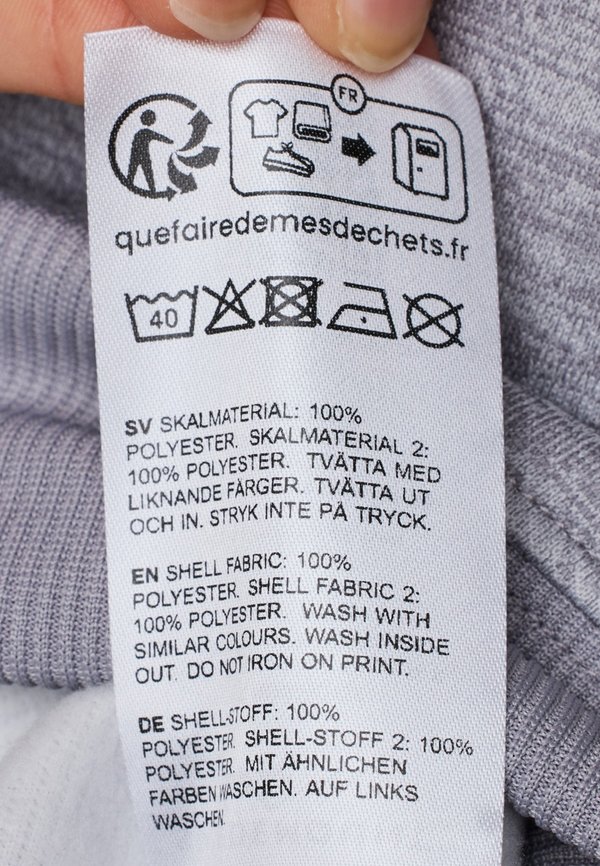 FR
quefairedemesdechets.fr
40
SV SKALMATERIAL: 100%
POLYESTER. SKALMATERIAL 2:
100% POLYESTER. TVÄTTA MED
LIKNANDE FÄRGER. TVÄTTA UT
OCH IN. STRYK INTE PÅ TRYCK.
EN SHELL FABRIC: 100%
POLYESTER. SHELL FABRIC 2:
100% POLYESTER. WASH WITH
SIMILAR COLOURS. WASH INSIDE
OUT. DO NOT IRON ON PRINT.
DE SHELL-STOFF: 100%
POLYESTER. SHELL-STOFF 2: 100%
POLYESTER. MIT ÄHNLICHEN
FARBEN WASCHEN. AUF LINKS
WASCHEN.